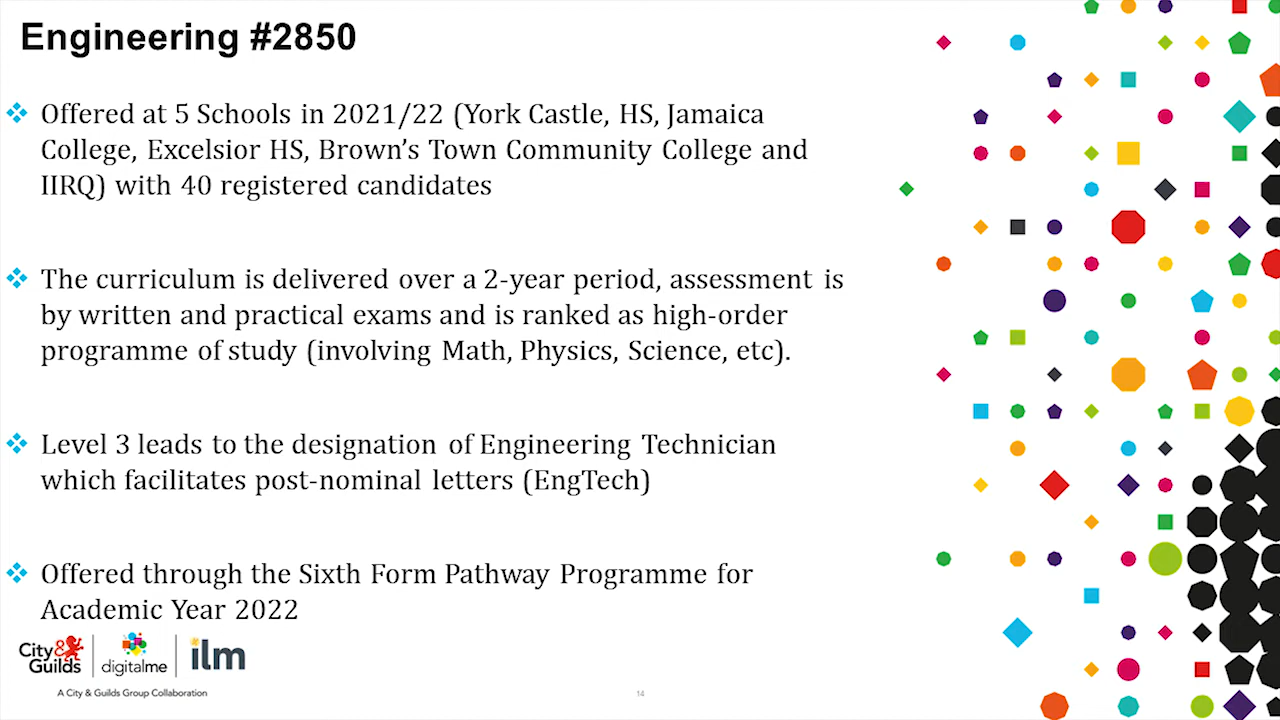 Engineering #2850
Offered at 5 Schools in 2021/22 (York Castle, HS, Jamaica
College, Excelsior HS, Brown’s Town Community College and
IIRQ) with 40 registered candidates
The curriculum is delivered over a 2-year period, assessment is
by written and practical exams and is ranked as high-order
programme of study (involving Math, Physics, Science, etc).
Level 3 leads to the designation of Engineering Technician
which facilitates post-nominal letters (EngTech)
Offered through the Sixth Form Pathway Programme for
Academic Year 2022
City&
Guilds
digitalme
ilm
A City & Guilds Group Collaboration
14